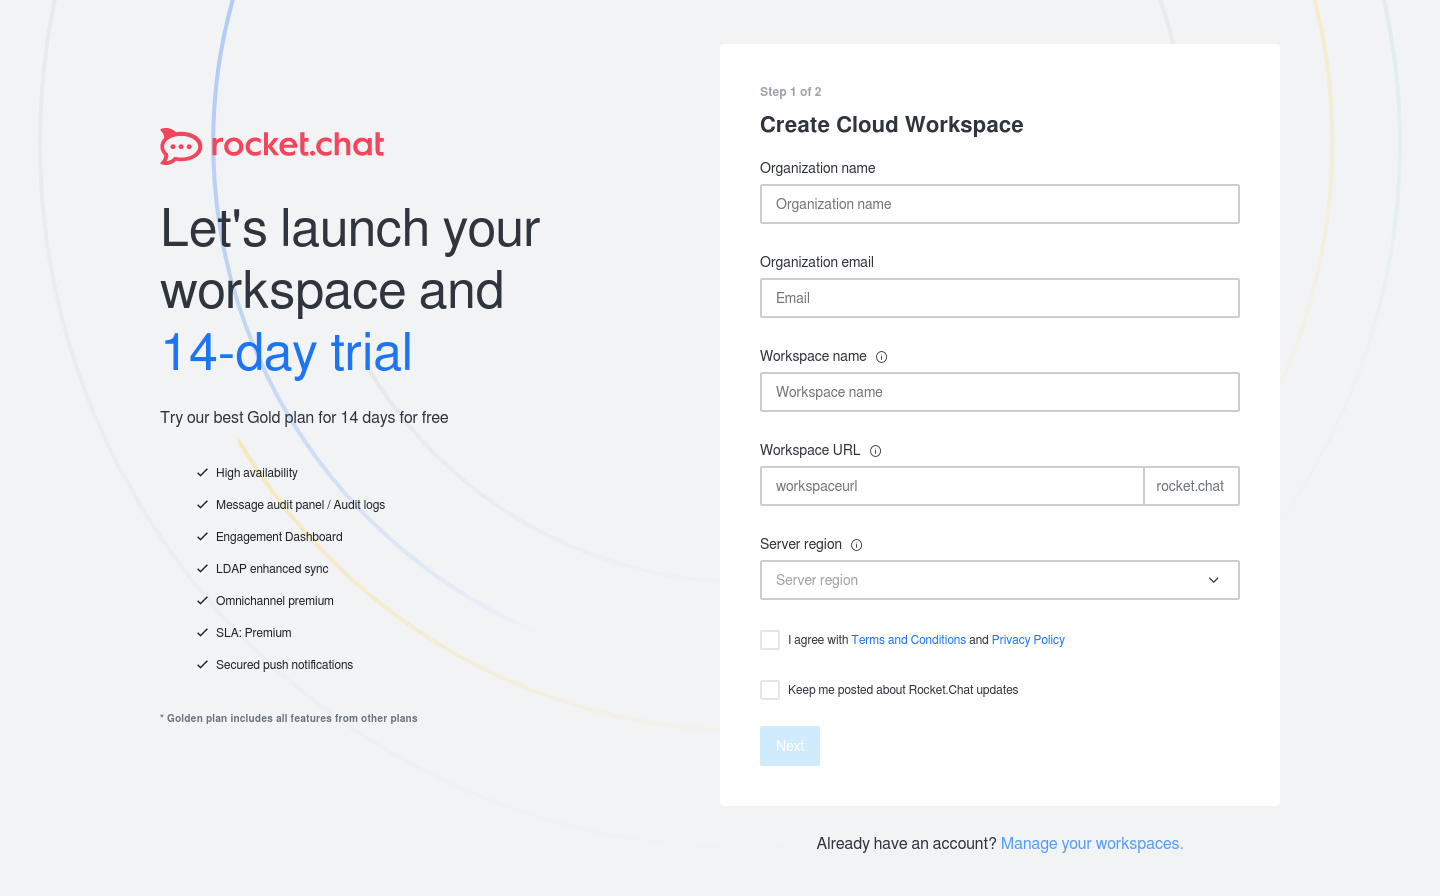 rocket.chat
Let's launch your
workspace and
14-day trial
Try our best Gold plan for 14 days for free
High availability
Message audit panel / Audit logs
Engagement Dashboard
LDAP enhanced sync
Omnichannel premium
SLA: Premium
Secured push notifications
* Golden plan includes all features from other plans
Step 1 of 2
Create Cloud Workspace
Organization name
Organization name
Organization email
Email
Workspace name
Workspace name
Workspace URL
workspaceurl rocket.chat
Server region
Server region
I agree with Terms and Conditions and Privacy Policy
Keep me posted about Rocket.Chat updates
Next
Already have an account? Manage your workspaces.